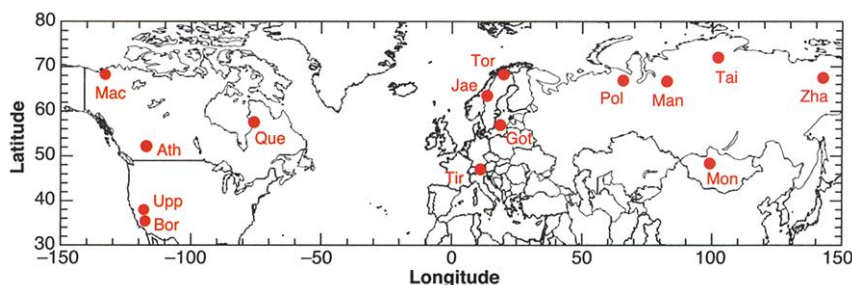 80
70
60
50
40
30
Latitude
Mac
Ath
Que
Upp
Bor
Tor
Jae
Got
Tir
Pol
Man
Tai
Zha
Mon
−150 −100 −50 0 50 100 150
Longitude